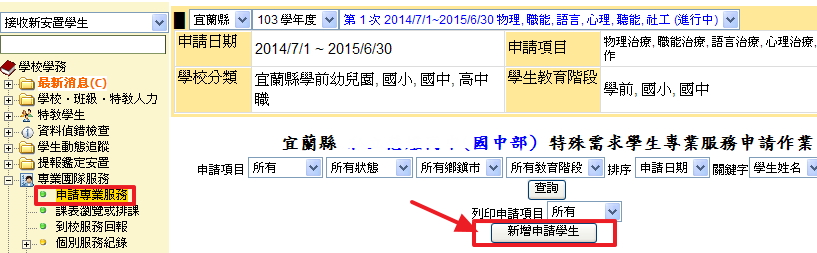 接收新安置學生
學校學務
最新消息(C)
學校‧班級‧特教人力
特教學生
資料偵錯檢查
學生動態追蹤
提報鑑定安置
專業團隊服務
申請專業服務
課表瀏覽或排課
到校服務回報
個別服務紀錄
宜蘭縣 103學年度 第1次 2014/7/1~2015/6/30 物理, 職能, 語言, 心理, 聽能, 社工 (進行中)
申請日期 2014/7/1 ~ 2015/6/30 申請項目 物理治療, 職能治療, 語言治療, 心理治療,
作
學校分類 宜蘭縣學前幼兒園, 國小, 國中, 高中 學生教育階段 學前, 國小, 國中
職
宜蘭縣 (國中部) 特殊需求學生專業服務申請作業
申請項目 所有 所有狀態 所有鄉鎮市 所有教育階段 排序 申請日期 關鍵字 學生姓名
查詢
列印申請項目 所有
新增申請學生